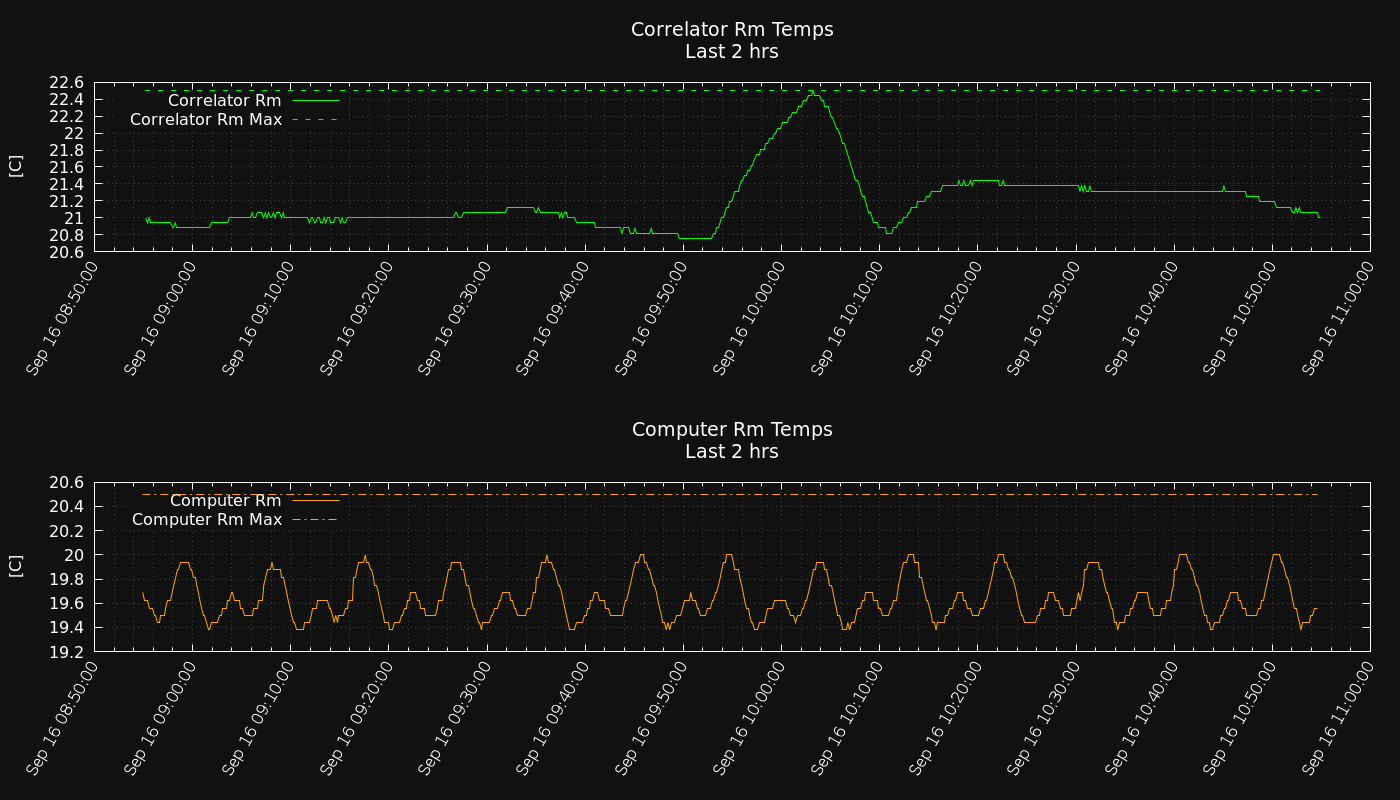 Correlator Rm Temps
Last 2 hrs
22.6
22.4
22.2
22
21.8
21.6
21.4
21.2
21
20.8
20.6
[C]
Correlator Rm
Correlator Rm Max
Sep 16 08:50:00
Sep 16 09:00:00
Sep 16 09:10:00
Sep 16 09:20:00
Sep 16 09:30:00
Sep 16 09:40:00
Sep 16 09:50:00
Sep 16 10:00:00
Sep 16 10:10:00
Sep 16 10:20:00
Sep 16 10:30:00
Sep 16 10:40:00
Sep 16 10:50:00
Sep 16 11:00:00
Computer Rm Temps
Last 2 hrs
20.6
20.4
20.2
20
19.8
19.6
19.4
19.2
[C]
Computer Rm
Computer Rm Max
Sep 16 08:50:00
Sep 16 09:00:00
Sep 16 09:10:00
Sep 16 09:20:00
Sep 16 09:30:00
Sep 16 09:40:00
Sep 16 09:50:00
Sep 16 10:00:00
Sep 16 10:10:00
Sep 16 10:20:00
Sep 16 10:30:00
Sep 16 10:40:00
Sep 16 10:50:00
Sep 16 11:00:00